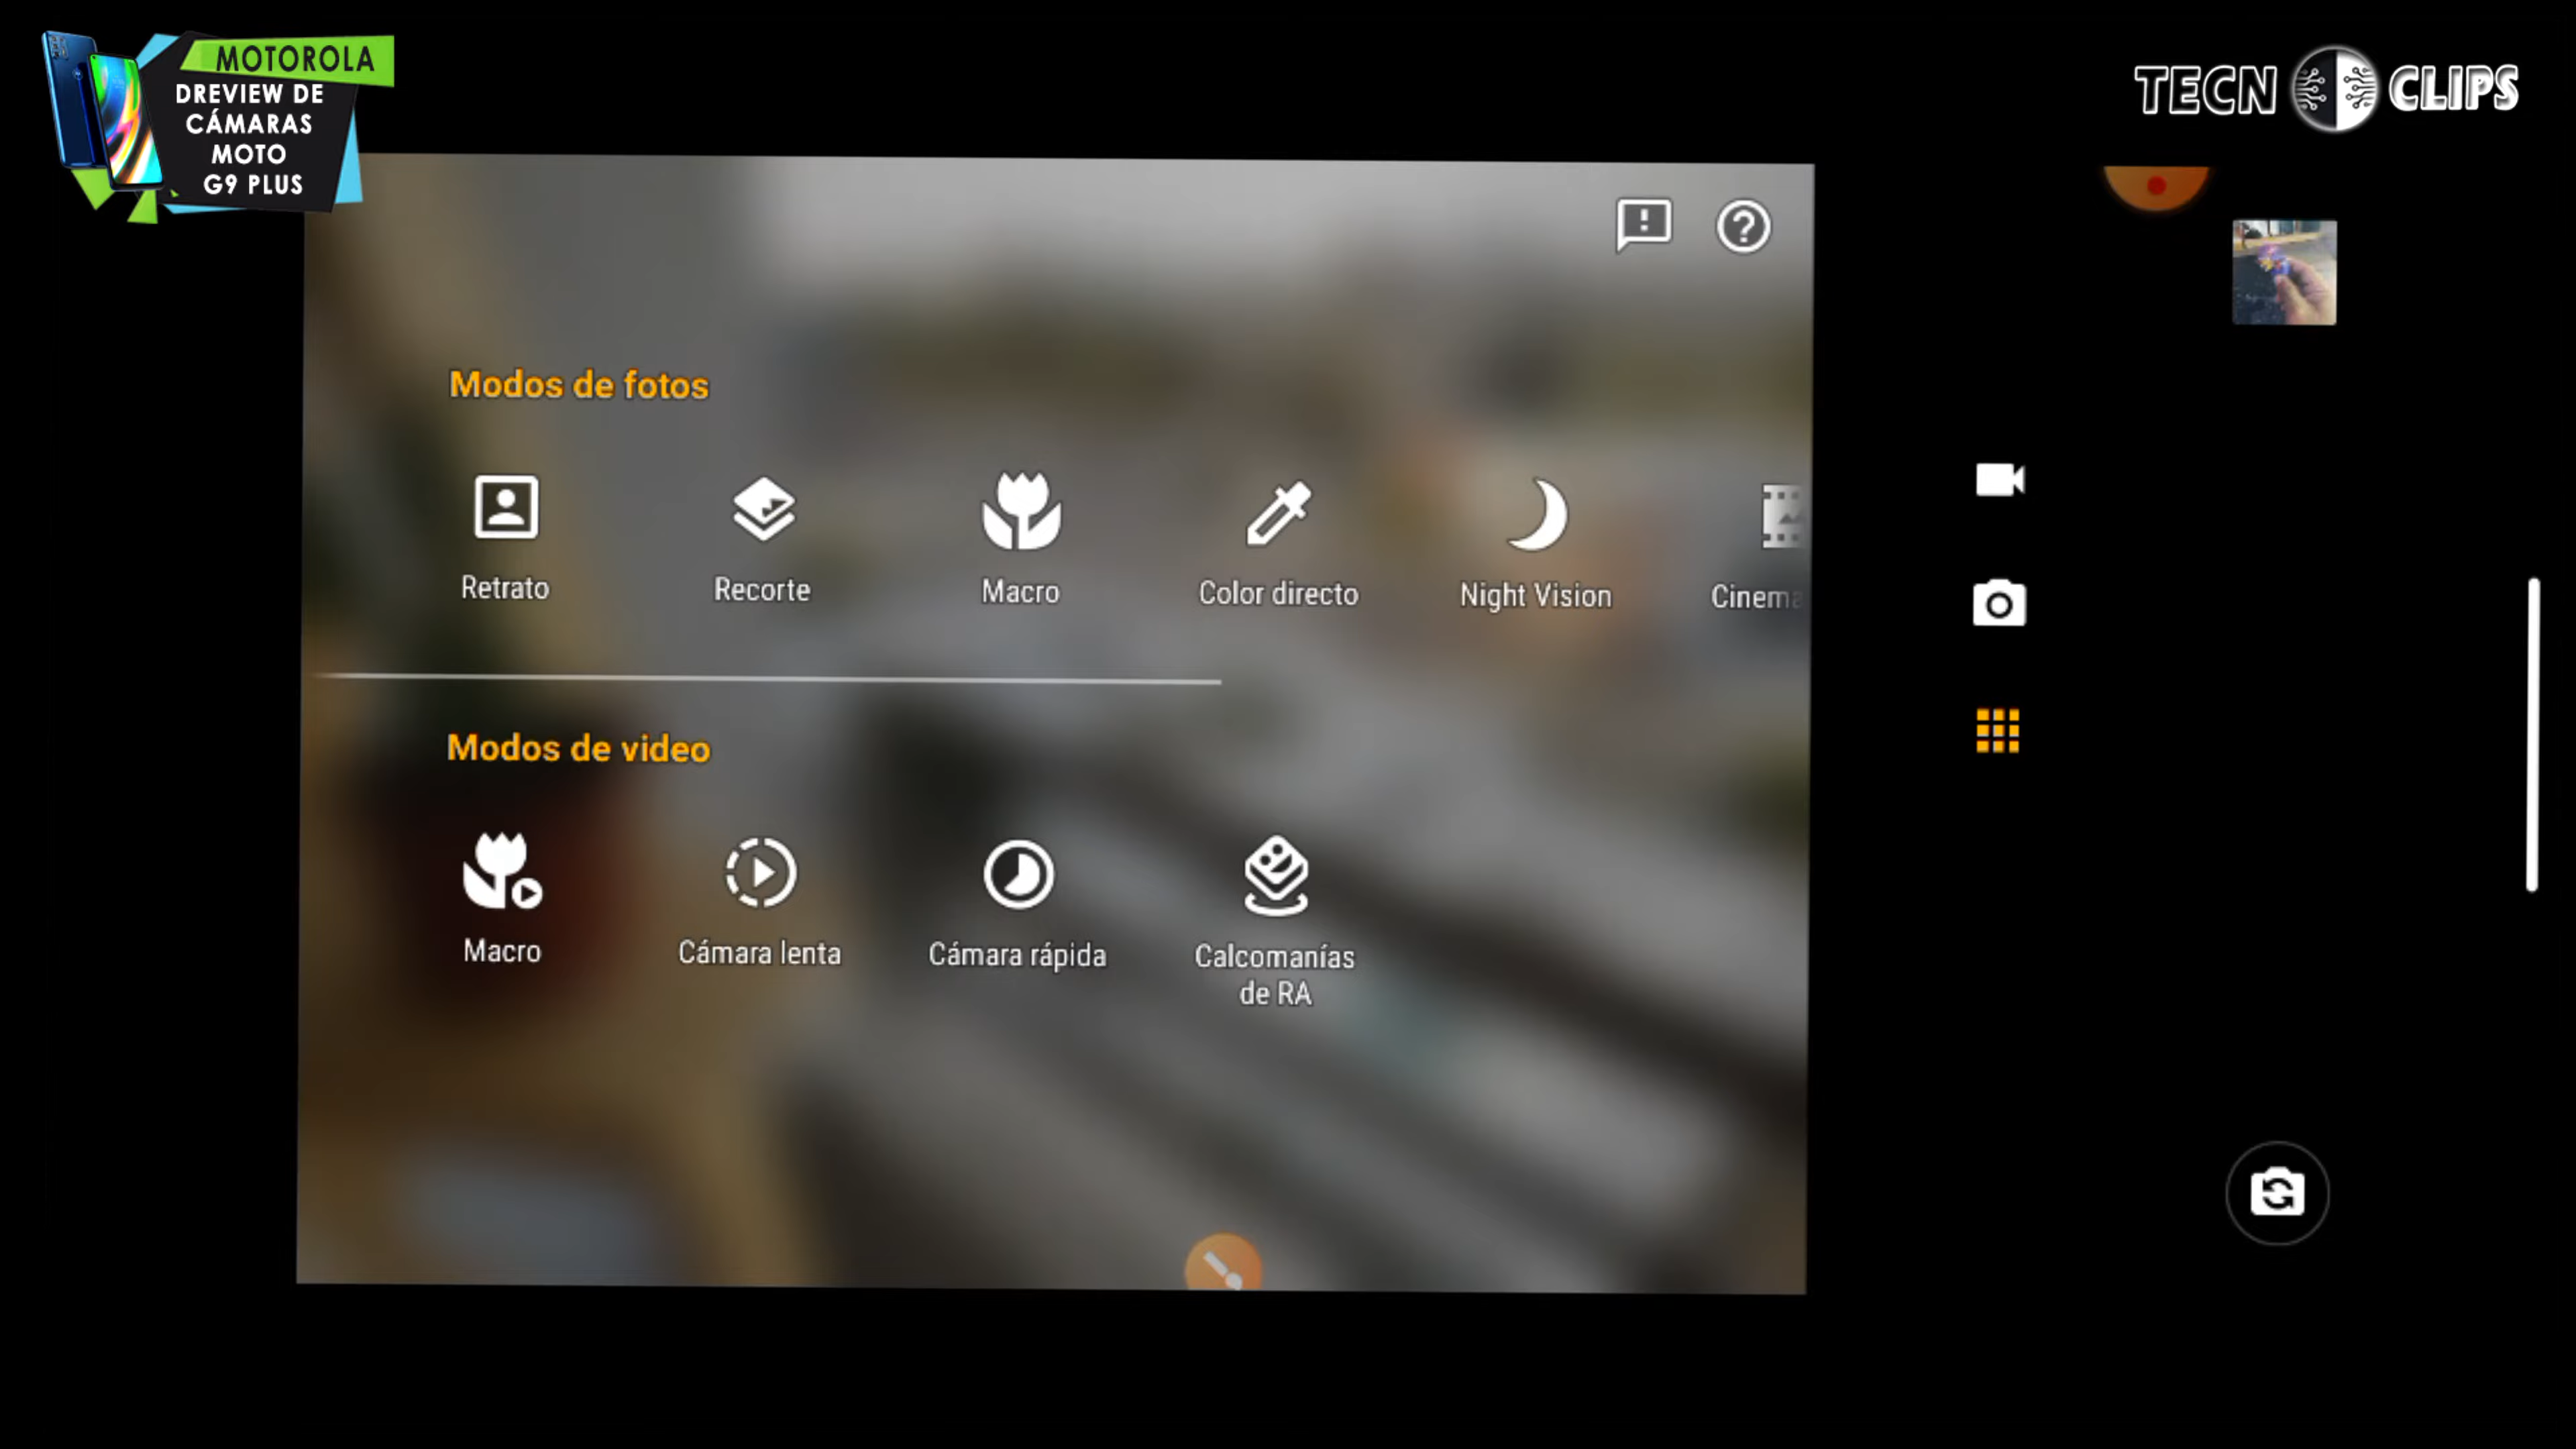 MOTOROLA
DREVIEW DE
CÁMARAS
MOTO
G9 PLUS
TECN CLIPS
Modos de fotos
Retrato
Recorte
Macro
Color directo
Night Vision
Cinema
Modos de video
Macro
Cámara lenta
Cámara rápida
Calcomanías
de RA